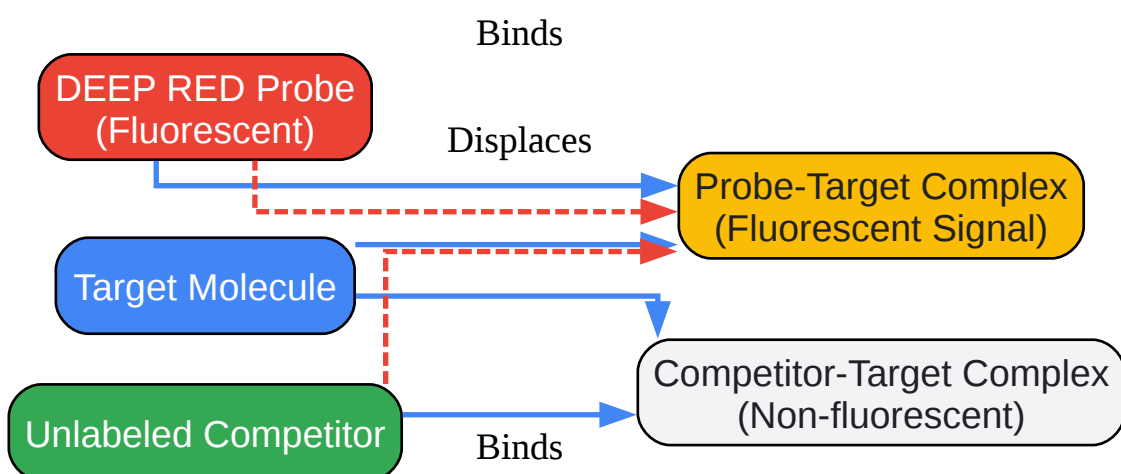 Binds
DEEP RED Probe
(Fluorescent)
Displaces
Probe-Target Complex
(Fluorescent Signal)
Target Molecule
Competitor-Target Complex
(Non-fluorescent)
Unlabeled Competitor
Binds